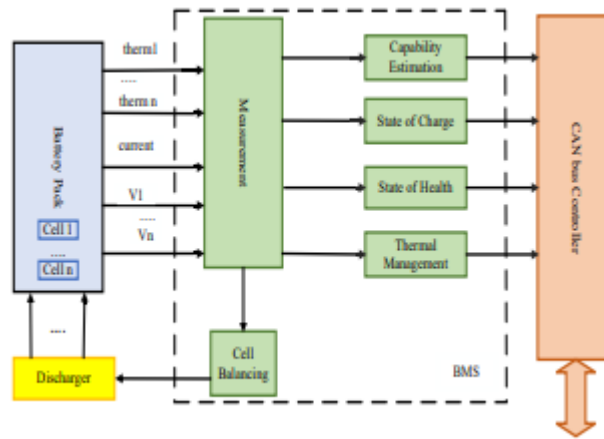 therm1
....
therm n
current
V1
....
Vn
Battery Pack
Cell 1
....
Cell n
....
Discharger
Measurement
Cell
Balancing
Capability
Estimation
State of Charge
State of Health
Thermal
Management
BMS
CAN bus Controller